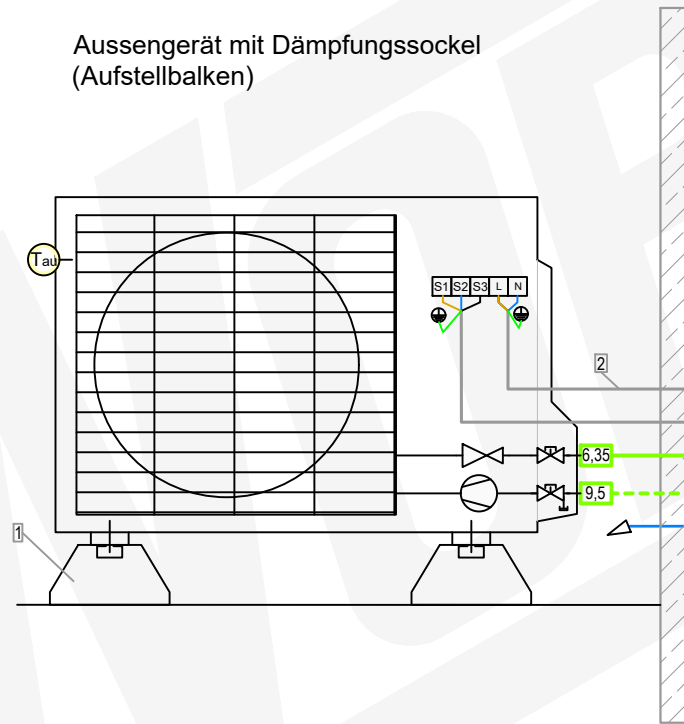 Aussengerät mit Dämpfungssockel
(Aufstellbalken)
Tau
S1 S2 S3 L N
2
6,35
9,5
1